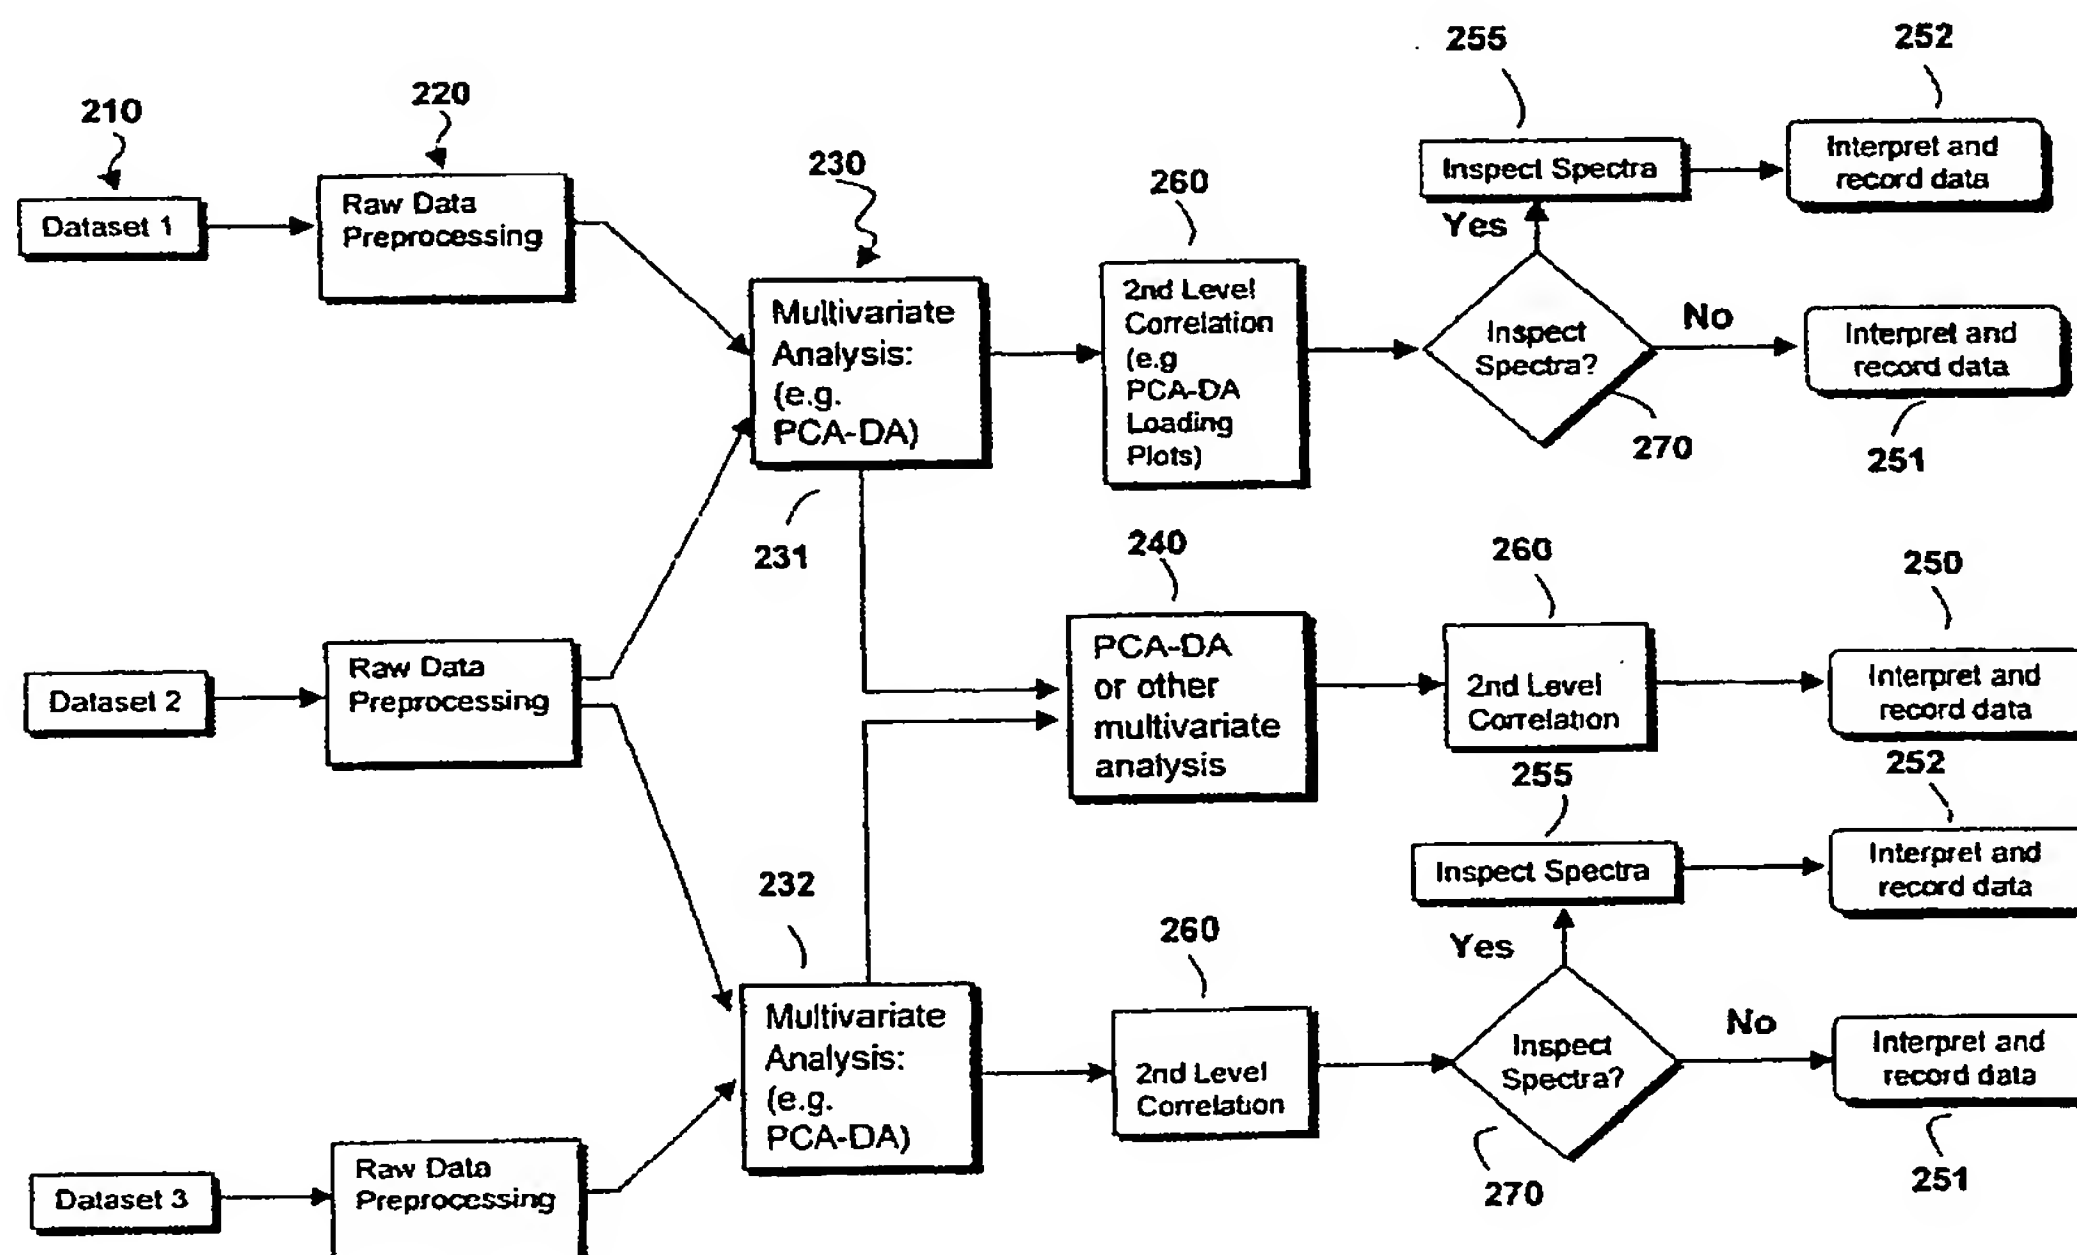 255
252
210
220
230
260
Inspect Spectra
Interpret and
record data
Dataset 1
Raw Data
Preprocessing
Yes
Multivariate
Analysis:
(e.g.
PCA-DA)
2nd Level
Correlation
(e.g
PCA-DA
Loading
Plots)
Inspect
Spectra?
No
Interpret and
record data
270
251
231
240
260
250
Dataset 2
Raw Data
Preprocessing
PCA-DA
or other
multivariate
analysis
2nd Level
Correlation
Interpret and
record data
255
252
Inspect Spectra
Interpret and
record data
232
260
Yes
Multivariate
Analysis:
(e.g.
PCA-DA)
2nd Level
Correlation
Inspect
Spectra?
No
Interpret and
record data
270
251
Dataset 3
Raw Data
Preprocessing